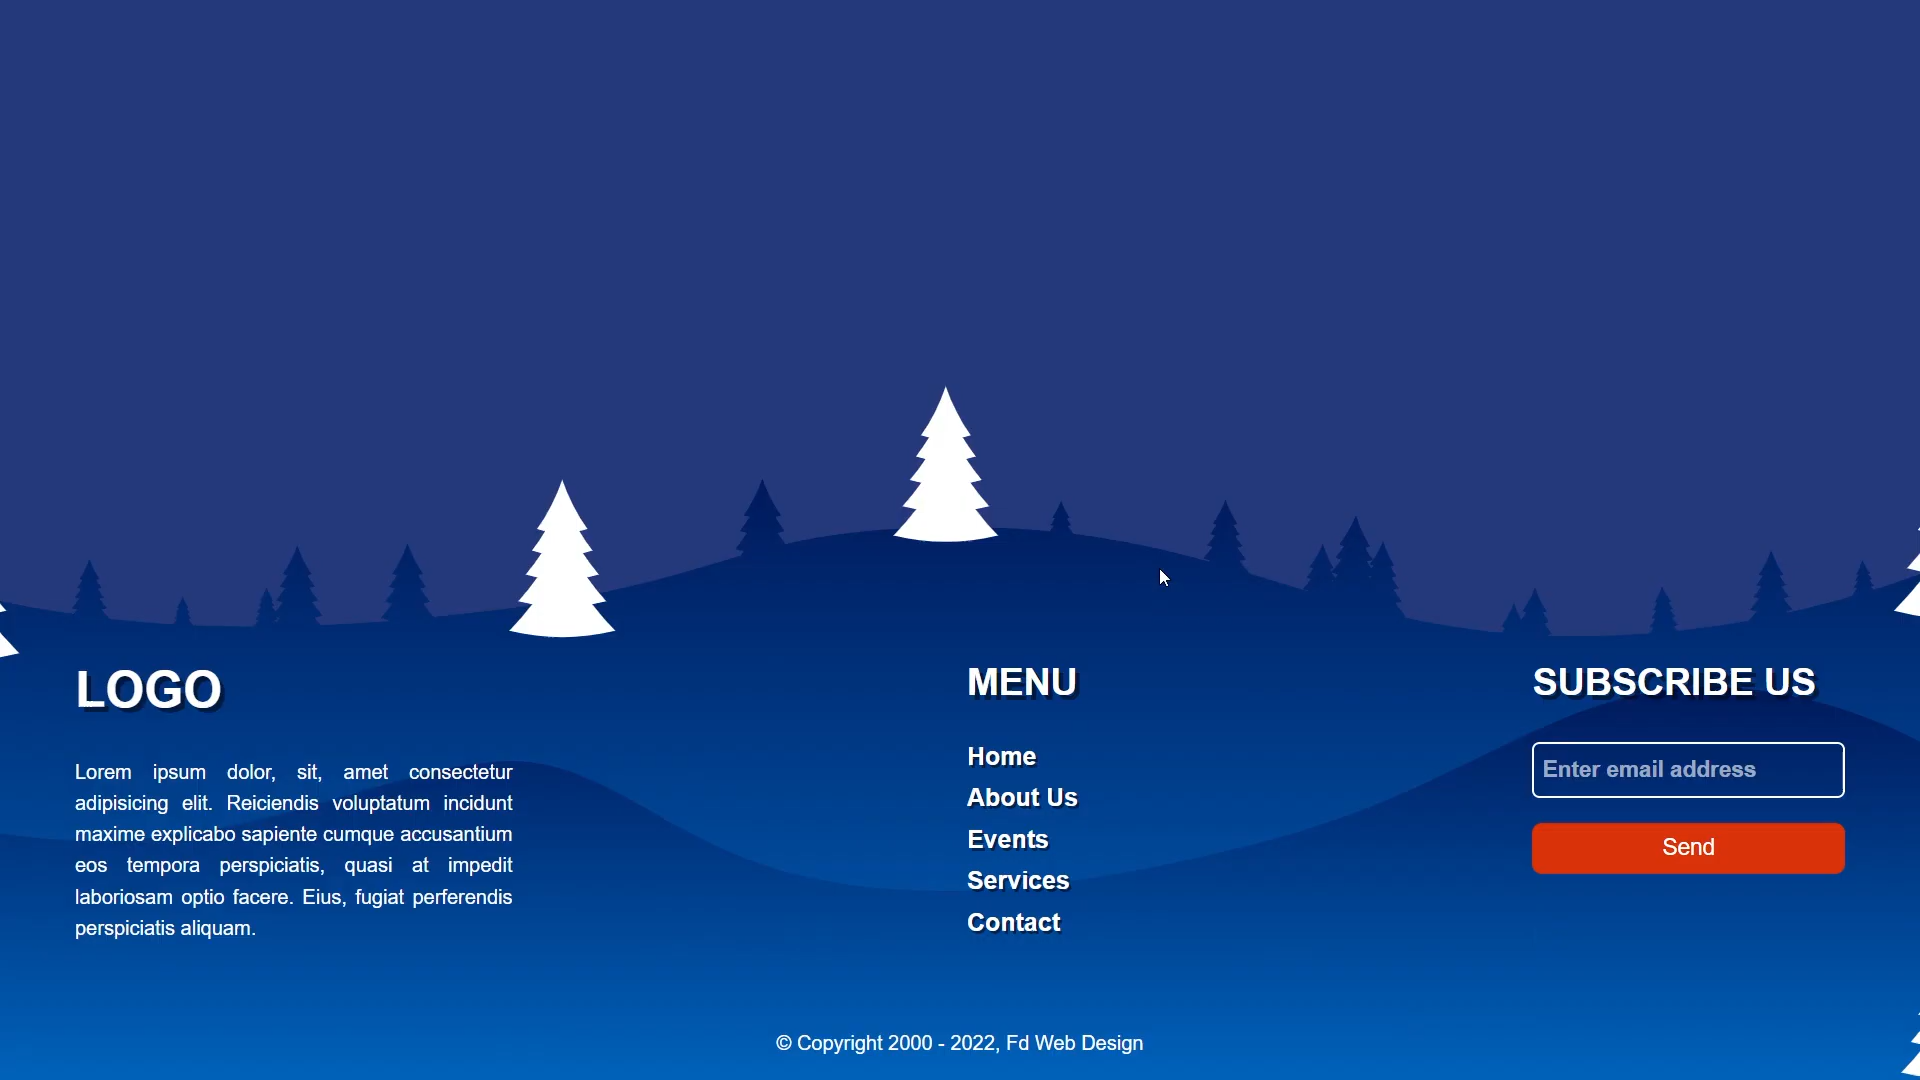 LOGO
Lorem ipsum dolor, sit, amet consectetur
adipisicing elit. Reiciendis voluptatum incidunt
maxime explicabo sapiente cumque accusantium
eos tempora perspiciatis, quasi at impedit
laboriosam optio facere. Eius, fugiat perferendis
perspiciatis aliquam.
MENU
Home
About Us
Events
Services
Contact
SUBSCRIBE US
Enter email address
Send
© Copyright 2000 - 2022, Fd Web Design